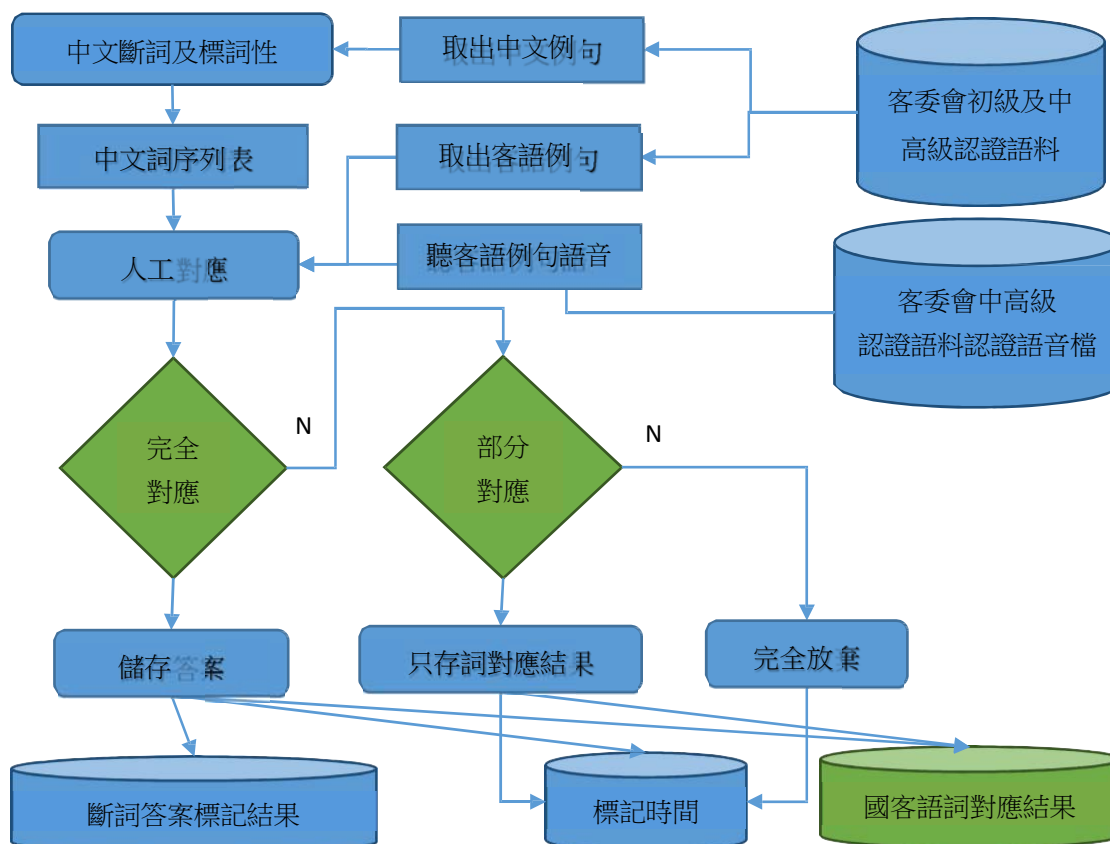 中文斷詞及標詞性
取出中文例句
客委會初級及中
高級認證語料
中文詞序列表
取出客語例句
人工對應
聽客語例句語音
客委會中高級
認證語料認證語音檔
完全
對應
N
部分
對應
N
儲存答案
只存詞對應結果
完全放棄
斷詞答案標記結果
標記時間
國客語詞對應結果